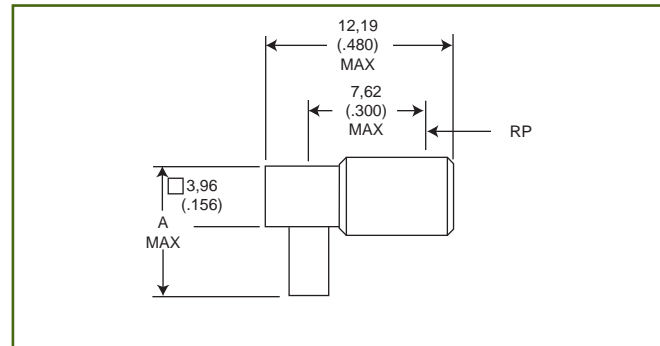 12,19
(.480)
MAX
7,62
(.300)
MAX
RP
3,96
(.156)
A
MAX